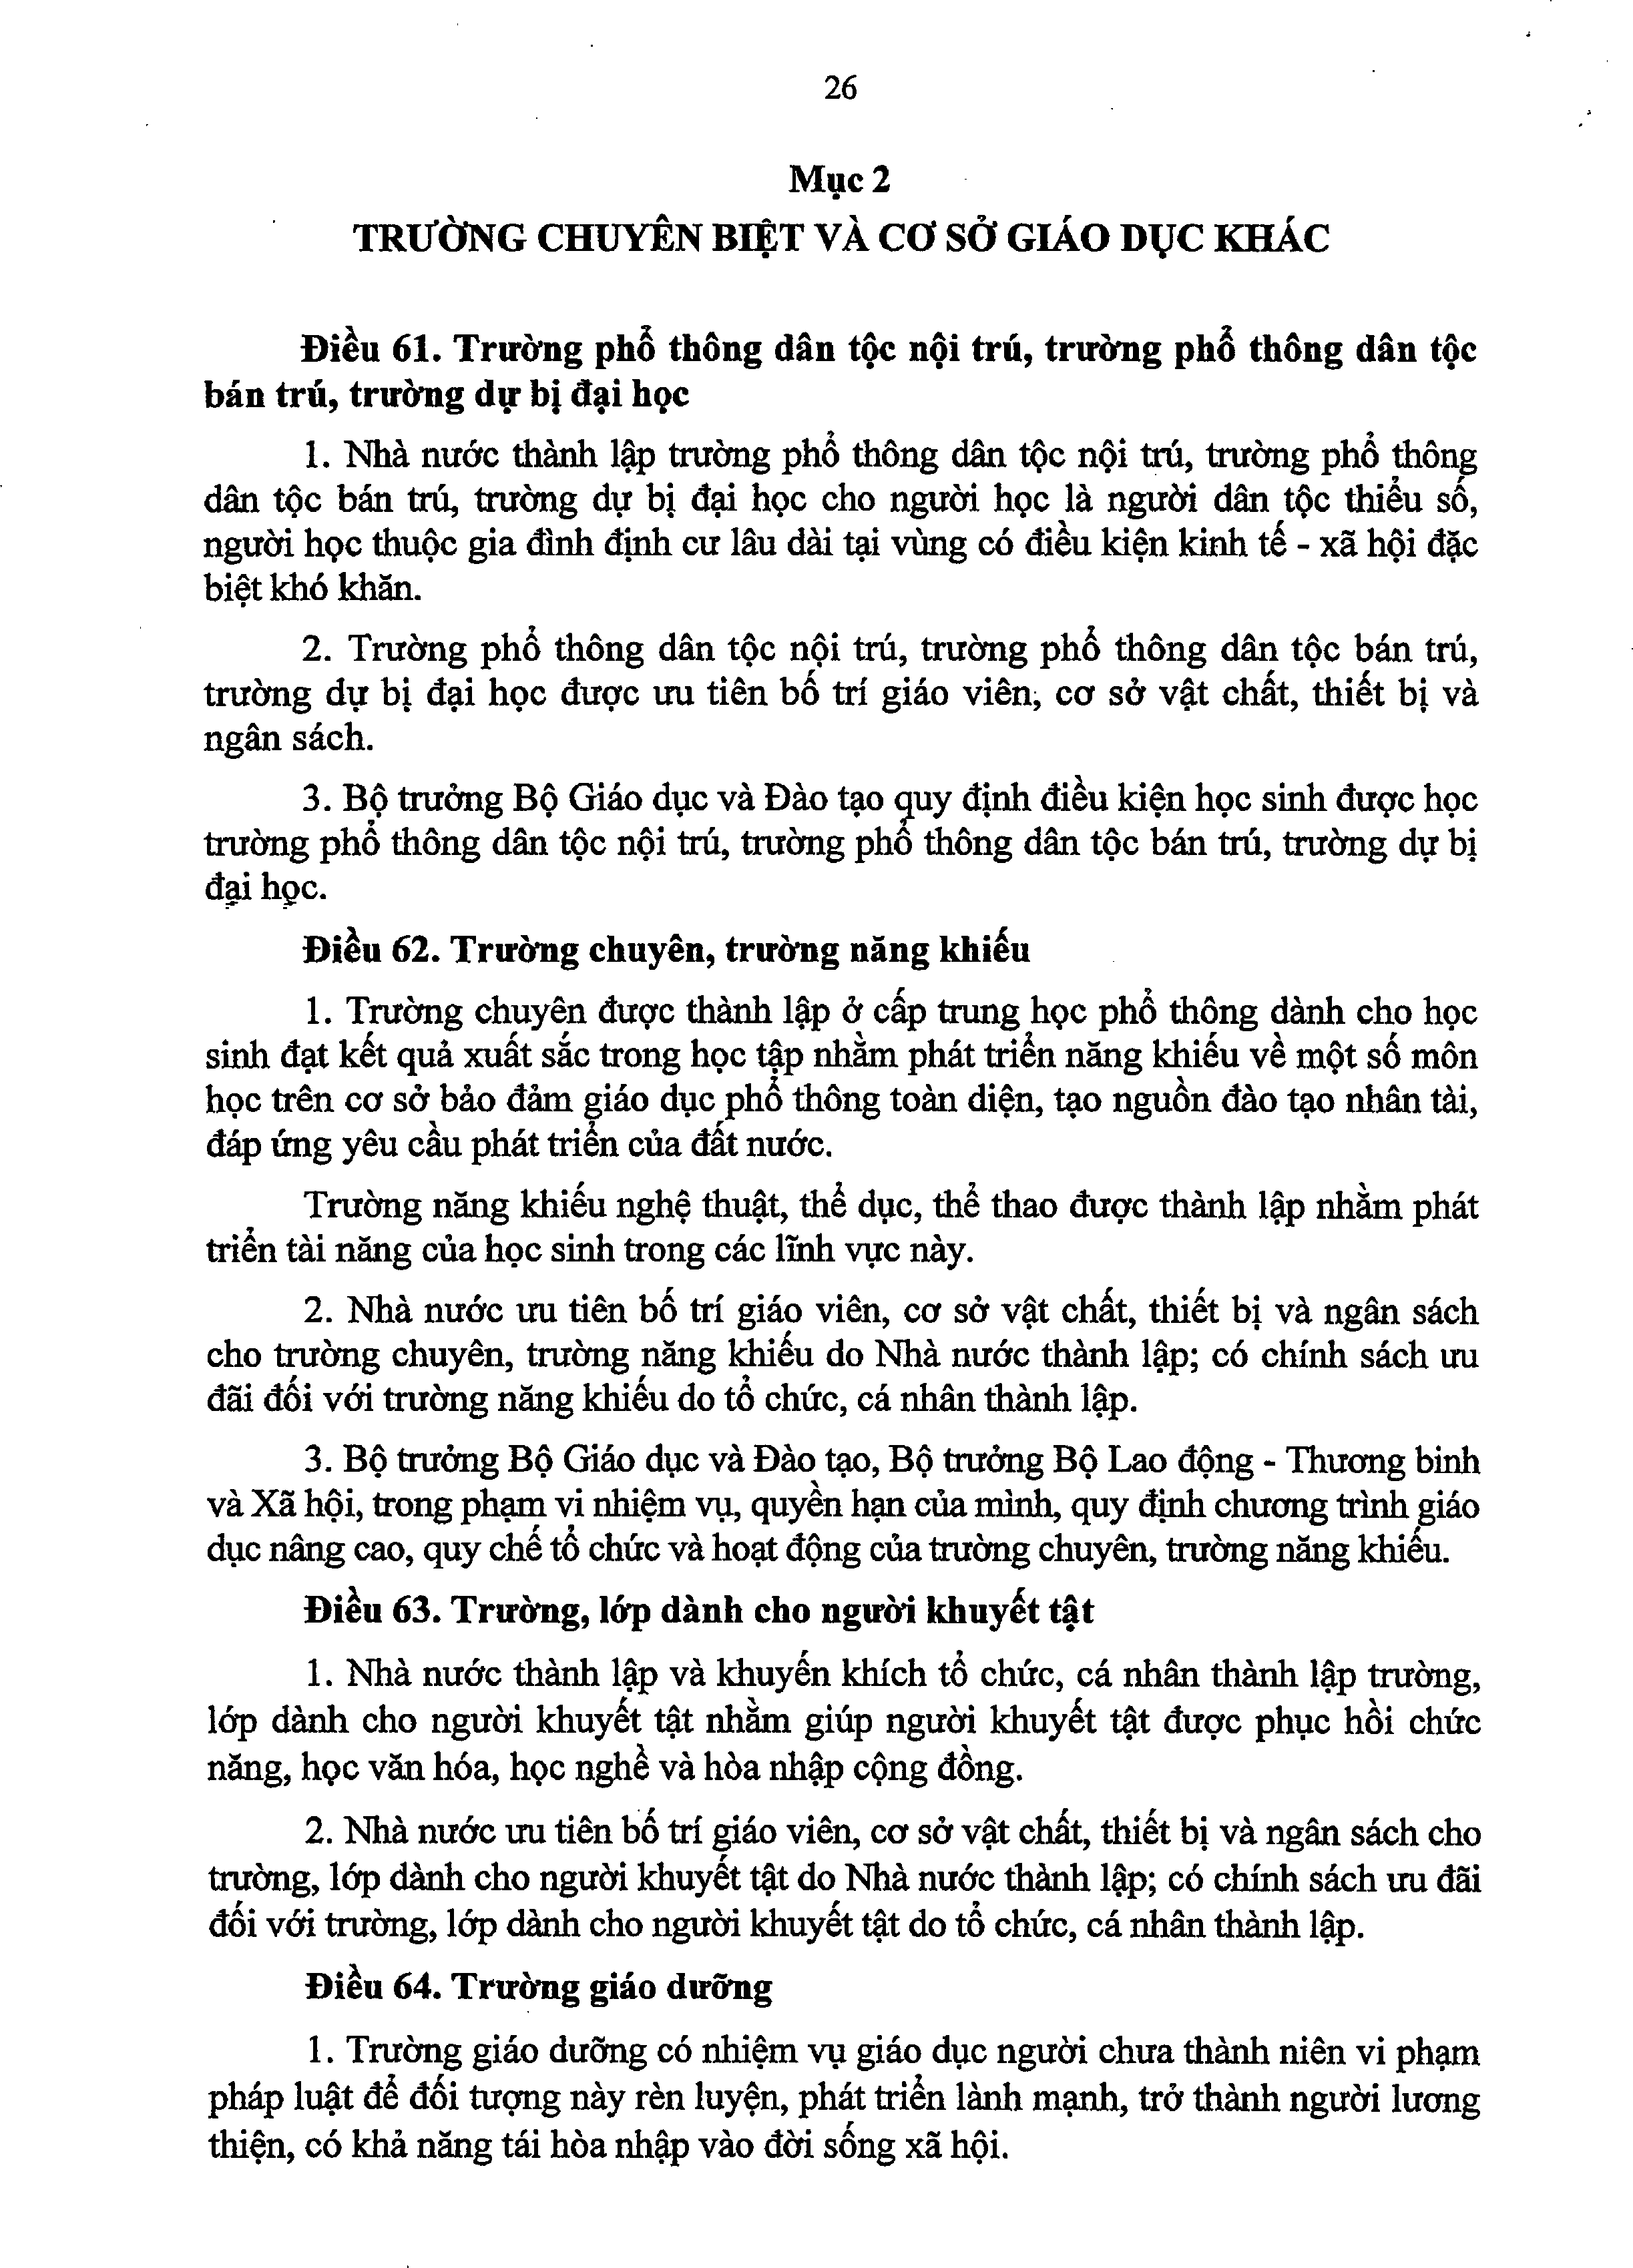 26
Mục 2
TRƯỜNG CHUYÊN BIỆT VÀ CƠ SỞ GIÁO DỤC KHÁC
Điều 61. Trường phổ thông dân tộc nội trú, trường phổ thông dân tộc
bán trú, trường dự bị đại học
1. Nhà nước thành lập trường phổ thông dân tộc nội trú, trường phổ thông
dân tộc bán trú, trường dự bị đại học cho người học là người dân tộc thiểu số,
người học thuộc gia đình định cư lâu dài tại vùng có điều kiện kinh tế - xã hội đặc
biệt khó khăn.
2. Trường phổ thông dân tộc nội trú, trường phổ thông dân tộc bán trú,
trường dự bị đại học được ưu tiên bố trí giáo viên, cơ sở vật chất, thiết bị và
ngân sách.
3. Bộ trưởng Bộ Giáo dục và Đào tạo quy định điều kiện học sinh được học
trường phổ thông dân tộc nội trú, trường phổ thông dân tộc bán trú, trường dự bị
đại học.
Điều 62. Trường chuyên, trường năng khiếu
1. Trường chuyên được thành lập ở cấp trung học phổ thông dành cho học
sinh đạt kết quả xuất sắc trong học tập nhằm phát triển năng khiếu về một số môn
học trên cơ sở bảo đảm giáo dục phổ thông toàn diện, tạo nguồn đào tạo nhân tài,
đáp ứng yêu cầu phát triển của đất nước.
Trường năng khiếu nghệ thuật, thể dục, thể thao được thành lập nhằm phát
triển tài năng của học sinh trong các lĩnh vực này.
2. Nhà nước ưu tiên bố trí giáo viên, cơ sở vật chất, thiết bị và ngân sách
cho trường chuyên, trường năng khiếu do Nhà nước thành lập; có chính sách ưu
đãi đối với trường năng khiếu do tổ chức, cá nhân thành lập.
3. Bộ trưởng Bộ Giáo dục và Đào tạo, Bộ trưởng Bộ Lao động - Thương binh
và Xã hội, trong phạm vi nhiệm vụ, quyền hạn của mình, quy định chương trình giáo
dục nâng cao, quy chế tổ chức và hoạt động của trường chuyên, trường năng khiếu.
Điều 63. Trường, lớp dành cho người khuyết tật
1. Nhà nước thành lập và khuyến khích tổ chức, cá nhân thành lập trường,
lớp dành cho người khuyết tật nhằm giúp người khuyết tật được phục hồi chức
năng, học văn hóa, học nghề và hòa nhập cộng đồng.
2. Nhà nước ưu tiên bố trí giáo viên, cơ sở vật chất, thiết bị và ngân sách cho
trường, lớp dành cho người khuyết tật do Nhà nước thành lập; có chính sách ưu đãi
đối với trường, lớp dành cho người khuyết tật do tổ chức, cá nhân thành lập.
Điều 64. Trường giáo dưỡng
1. Trường giáo dưỡng có nhiệm vụ giáo dục người chưa thành niên vi phạm
pháp luật để đối tượng này rèn luyện, phát triển lành mạnh, trở thành người lương
thiện, có khả năng tái hòa nhập vào đời sống xã hội.